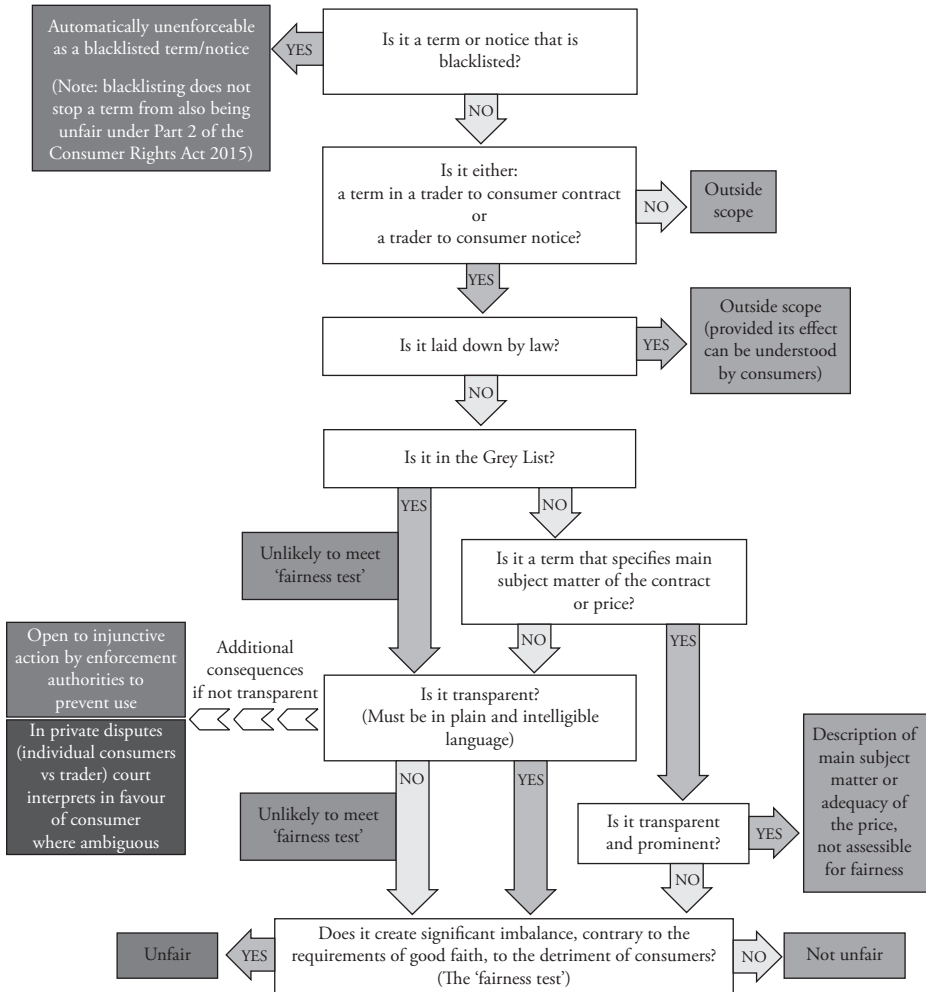 Automatically unenforceable
as a blacklisted term/notice
(Note: blacklisting does not
stop a term from also being
unfair under Part 2 of the
Consumer Rights Act 2015)
YES
Is it a term or notice that is
blacklisted?
NO
Is it either:
a term in a trader to consumer contract
or
a trader to consumer notice?
NO
Outside
scope
YES
Is it laid down by law?
YES
Outside scope
(provided its effect
can be understood
by consumers)
NO
Is it in the Grey List?
YES
NO
Unlikely to meet
‘fairness test’
Is it a term that specifies main
subject matter of the contract
or price?
NO
YES
Open to injunctive
action by enforcement
authorities to
prevent use
Additional
consequences
if not transparent
Is it transparent?
(Must be in plain and intelligible
language)
In private disputes
(individual consumers
vs trader) court
interprets in favour
of consumer
where ambiguous
NO
YES
Unlikely to meet
‘fairness test’
Is it transparent
and prominent?
YES
Description of
main subject
matter or
adequacy of
the price,
not assessible
for fairness
NO
Does it create significant imbalance, contrary to the
requirements of good faith, to the detriment of consumers?
(The ‘fairness test’)
YES
Unfair
NO
Not unfair